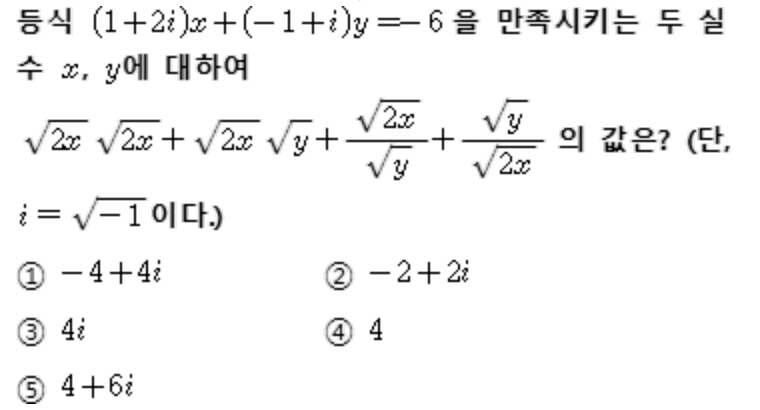 등식 (1+2i)x+(−1+i)y=−6을 만족시키는 두 실
수 x, y에 대하여
√2x √2x + √2x √y + √2x/√y + √y/√2x 의 값은? (단,
i = √−1이다.)
① −4+4i ② −2+2i
③ 4i ④ 4
⑤ 4+6i